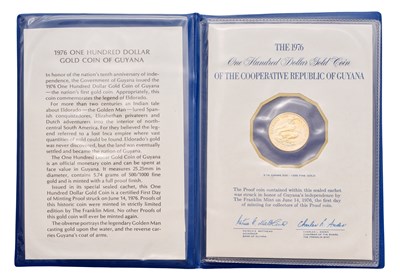 1976 ONE HUNDRED DOLLAR
GOLD COIN OF GUYANA
In honor of the nation's tenth anniversary of inde-
pendence, the Government of Guyana issued the
1976 One Hundred Dollar Gold Coin of Guyana
– the nation's first gold coin. Appropriately, this
coin commemorates the legend of Eldorado.
For more than two centuries an Indian tale
about Eldorado – the Golden Man – lured Span-
ish conquistadores, Elizabethan privateers and
Dutch adventurers into the interior of north-
central South America. For they believed the leg-
end referred to a lost Inca empire where vast
quantities of gold could be found. Eldorado's gold
was never discovered, but the land was eventually
settled and became the nation of Guyana.
The One Hundred Dollar Gold Coin of Guyana
is an official monetary coin and can be spent at
face value in Guyana. It measures 25.25mm in
diameter, contains 5.74 grams of 500/1000 fine
gold and is minted with a full proof finish.
Issued in its special sealed cachet, this One
Hundred Dollar Gold Coin is a certified First Day
of Minting Proof struck on June 14, 1976. Proofs
of this historic coin were minted in strictly limited
edition by The Franklin Mint. No other Proofs of
this gold coin will ever be minted again.
The obverse portrays the legendary Golden Man
casting gold upon the water, and the reverse carries
Guyana's coat of arms.
THE 1976
One Hundred Dollar Gold Coin
OF THE COOPERATIVE REPUBLIC OF GUYANA
The Proof coin contained within this sealed cachet
was struck in honor of Guyana's Independence by
The Franklin Mint on June 14, 1976, the first day
of minting for collectors of this Proof coin.